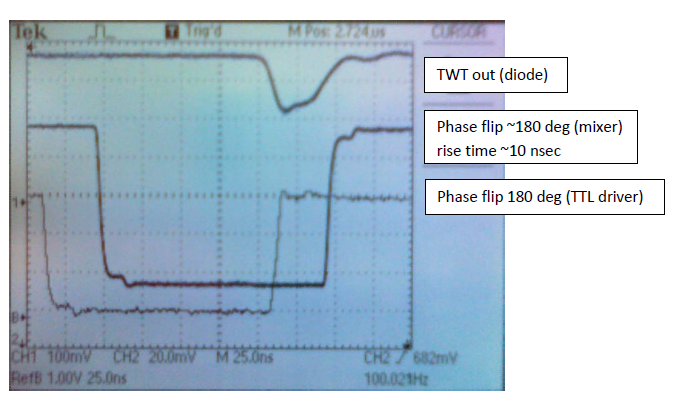 Tek
Trig'd
M Pos: 2.724us
CURSOR
TWT out (diode)
Phase flip ~180 deg (mixer)
rise time ~10 nsec
Phase flip 180 deg (TTL driver)
1
B
2
CH1 100mV CH2 20.0mV M 25.0ns CH2 / 682mV
RefB 1.00V 25.0ns 100.021Hz